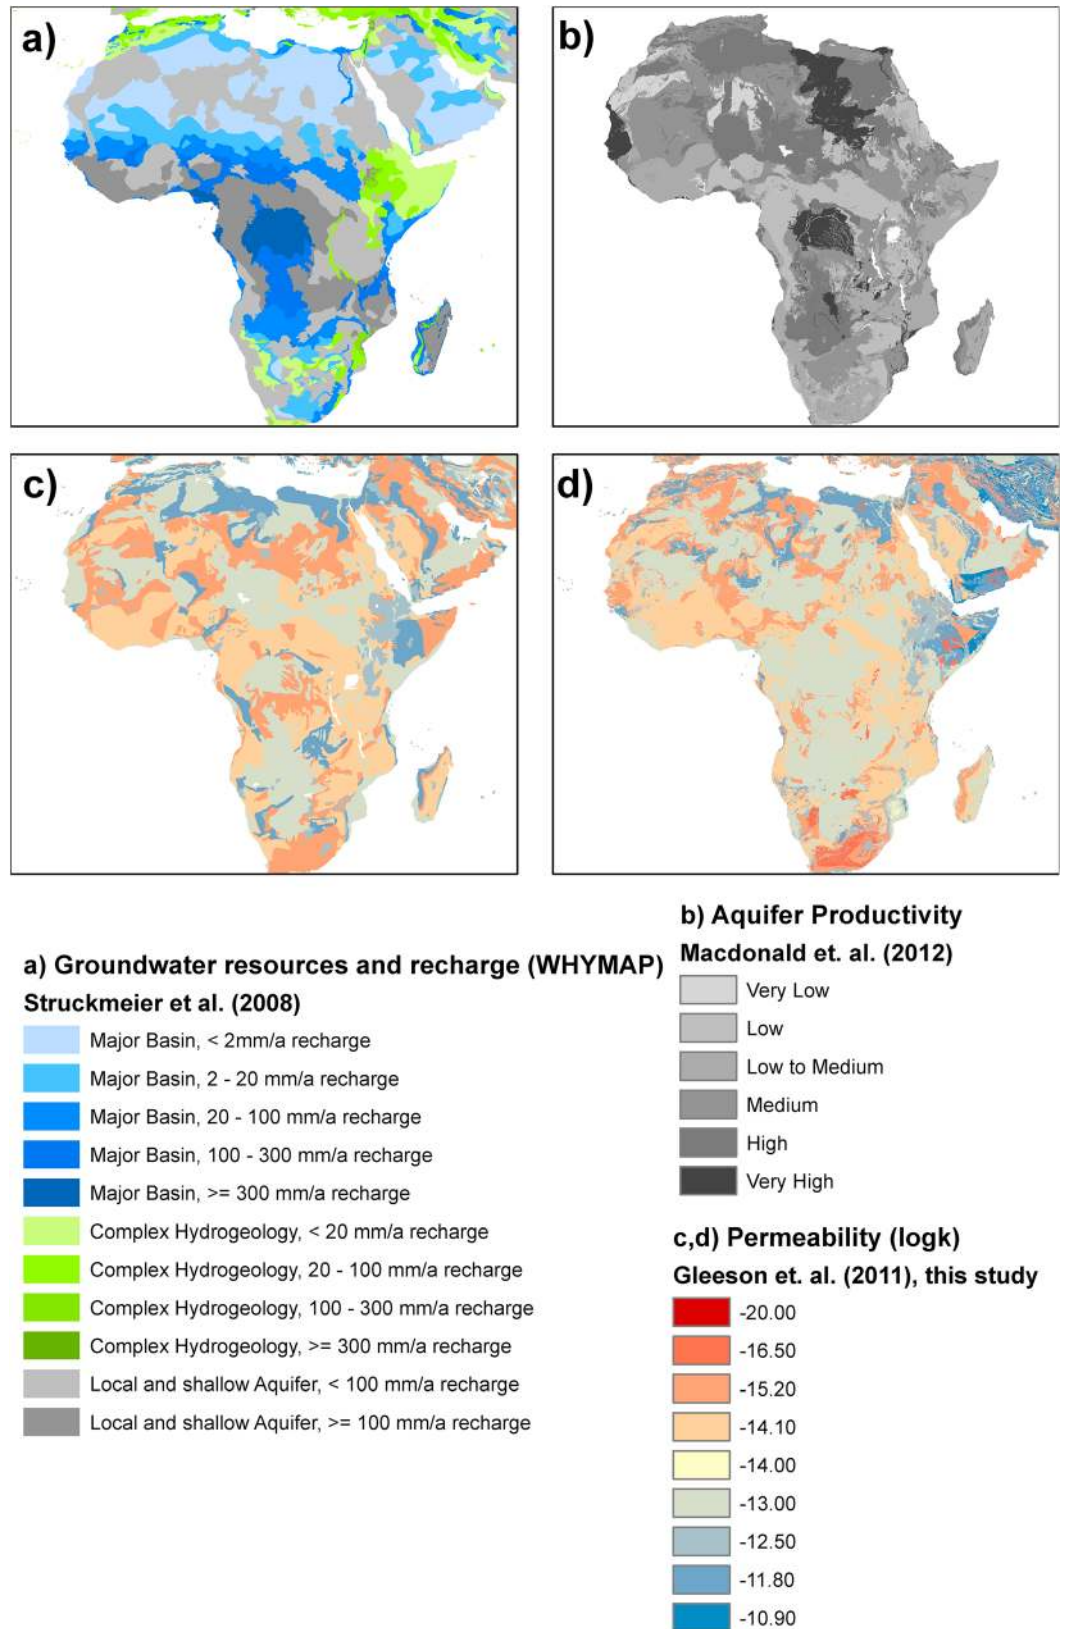 a)
b)
c)
d)
a) Groundwater resources and recharge (WHYMAP)
Struckmeier et al. (2008)
Major Basin, < 2mm/a recharge
Major Basin, 2 - 20 mm/a recharge
Major Basin, 20 - 100 mm/a recharge
Major Basin, 100 - 300 mm/a recharge
Major Basin, >= 300 mm/a recharge
Complex Hydrogeology, < 20 mm/a recharge
Complex Hydrogeology, 20 - 100 mm/a recharge
Complex Hydrogeology, 100 - 300 mm/a recharge
Complex Hydrogeology, >= 300 mm/a recharge
Local and shallow Aquifer, < 100 mm/a recharge
Local and shallow Aquifer, >= 100 mm/a recharge
b) Aquifer Productivity
Macdonald et. al. (2012)
Very Low
Low
Low to Medium
Medium
High
Very High
c,d) Permeability (logk)
Gleeson et. al. (2011), this study
-20.00
-16.50
-15.20
-14.10
-14.00
-13.00
-12.50
-11.80
-10.90